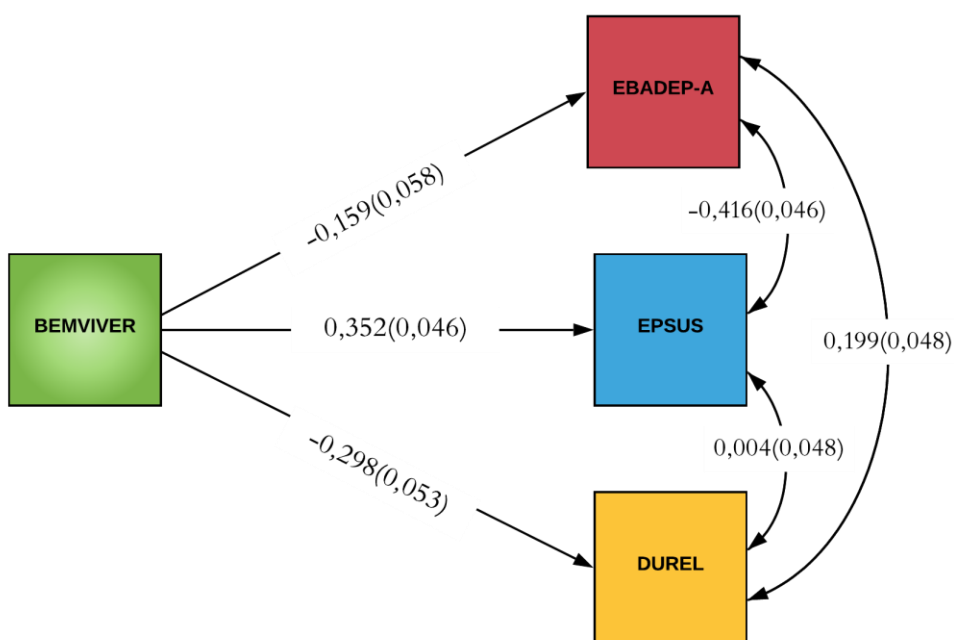 EBADEP-A
-0,159(0,058)
-0,416(0,046)
BEMVIVER
0,352(0,046)
EPSUS
0,199(0,048)
-0,298(0,053)
0,004(0,048)
DUREL